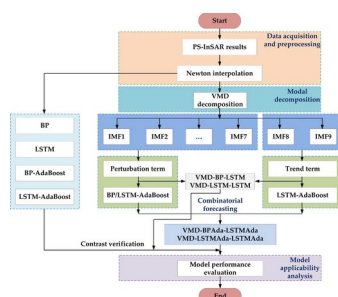 Start
Data acquisition
and preprocessing
PS-InSAR results
Newton interpolation
VMD
decomposition
Modal
decomposition
BP
LSTM
BP-AdaBoost
LSTM-AdaBoost
IMF1
IMF2
...
IMF7
IMF8
IMF9
Perturbation term
BP/LSTM-AdaBoost
VMD-BP-LSTM
VMD-LSTM-LSTM
Trend term
LSTM-AdaBoost
Combinatorial
forecasting
VMD-BPAda-LSTMAda
VMD-LSTMAda-LSTMAda
Contrast verification
Model performance
evaluation
Model
applicability
analysis
End